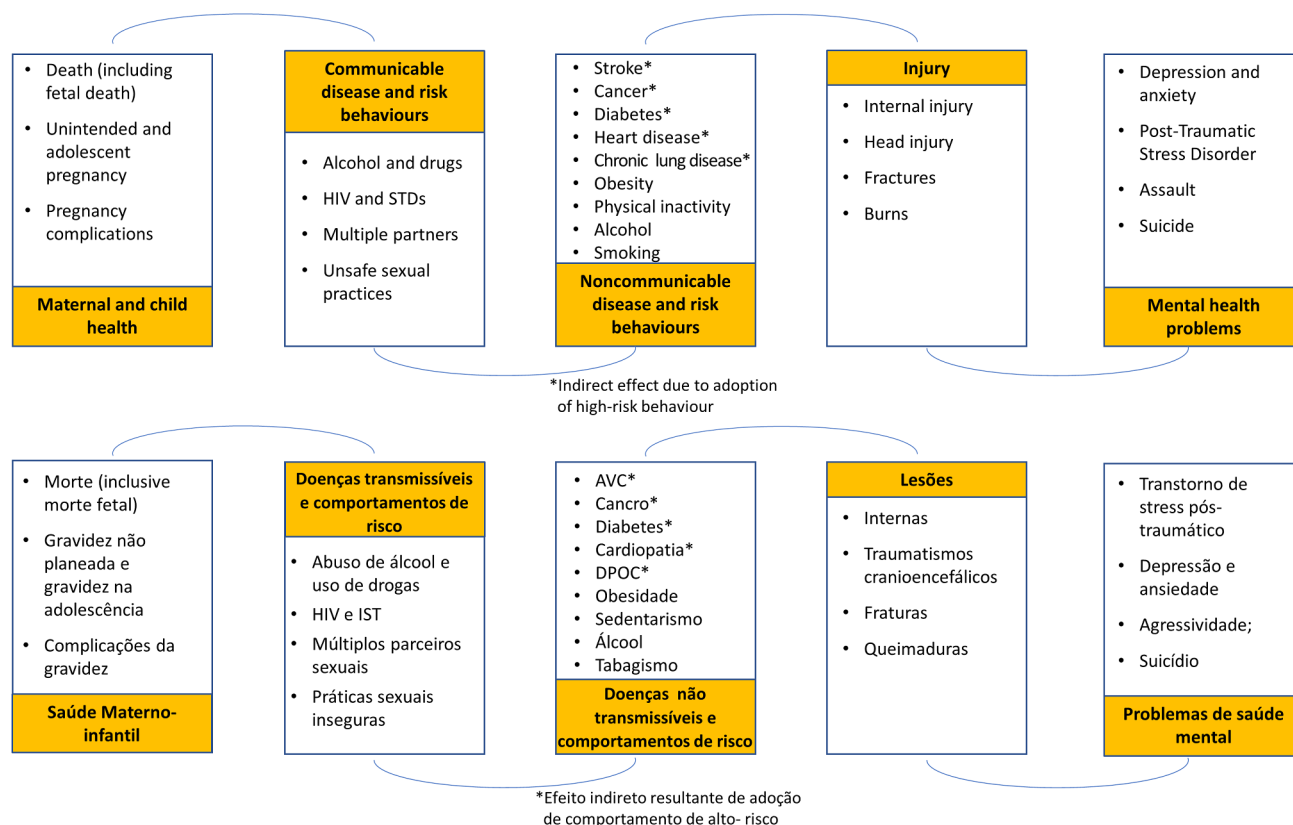 • Death (including
fetal death)
• Unintended and
adolescent
pregnancy
• Pregnancy
complications
Maternal and child
health
Communicable
disease and risk
behaviours
• Alcohol and drugs
• HIV and STDs
• Multiple partners
• Unsafe sexual
practices
• Stroke*
• Cancer*
• Diabetes*
• Heart disease*
• Chronic lung disease*
• Obesity
• Physical inactivity
• Alcohol
• Smoking
Noncommunicable
disease and risk
behaviours
Injury
• Internal injury
• Head injury
• Fractures
• Burns
• Depression and
anxiety
• Post-Traumatic
Stress Disorder
• Assault
• Suicide
Mental health
problems
*Indirect effect due to adoption
of high-risk behaviour
• Morte (inclusive
morte fetal)
• Gravidez não
planeada e
gravidez na
adolescência
• Complicações da
gravidez
Saúde Materno-
infantil
Doenças transmissíveis
e comportamentos de
risco
• Abuso de álcool e
uso de drogas
• HIV e IST
• Múltiplos parceiros
sexuais
• Práticas sexuais
inseguras
• AVC*
• Cancro*
• Diabetes*
• Cardiopatia*
• DPOC*
• Obesidade
• Sedentarismo
• Álcool
• Tabagismo
Doenças não
transmissíveis e
comportamentos de risco
Lesões
• Internas
• Traumatismos
cranioencefálicos
• Fraturas
• Queimaduras
• Transtorno de
stress pós-
traumático
• Depressão e
ansiedade
• Agressividade;
• Suicídio
Problemas de saúde
mental
*Efeito indireto resultante de adoção
de comportamento de alto- risco